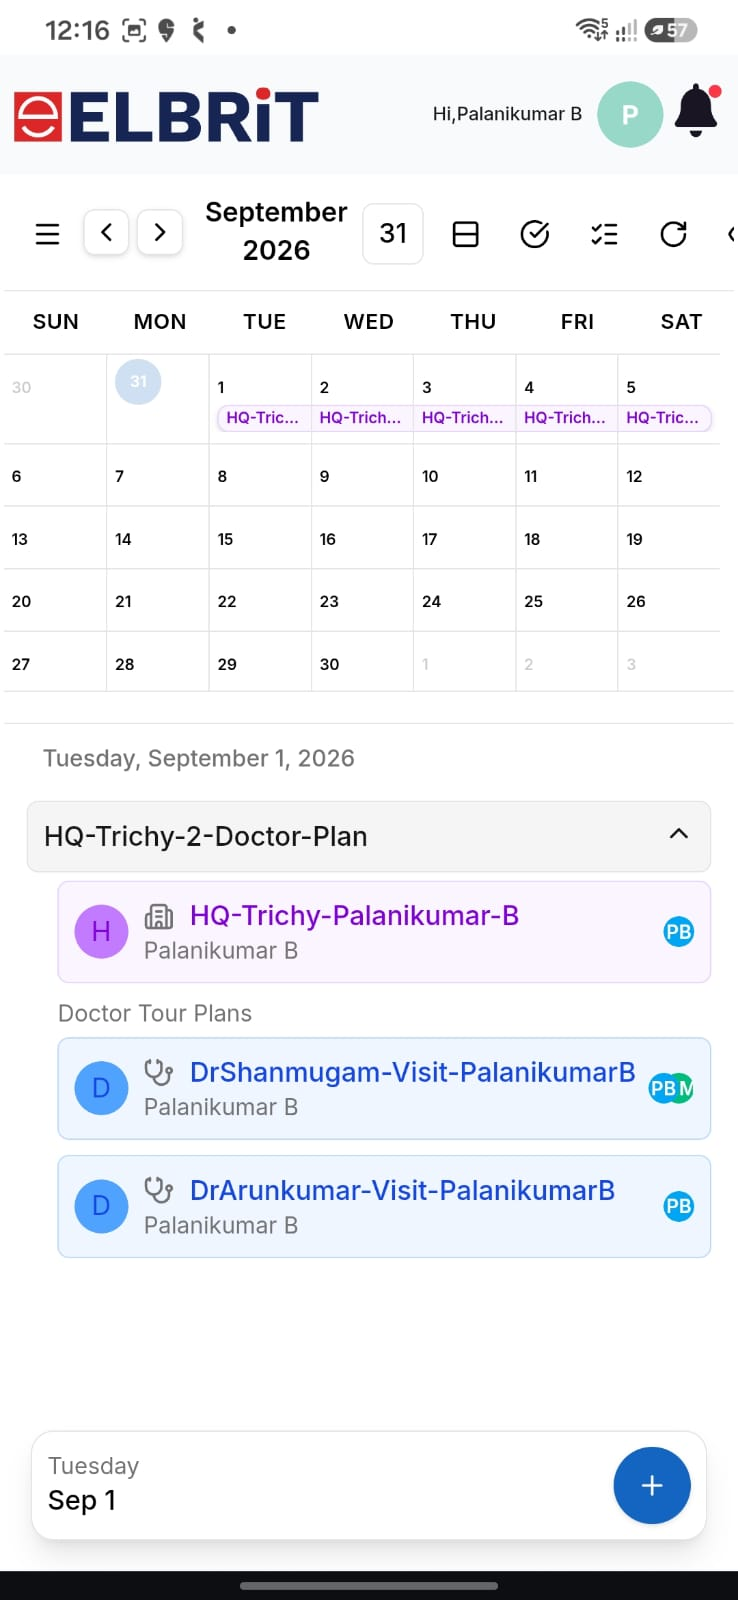 12:16
5
57
ELBRiT
Hi,Palanikumar B
P
September
2026
31
SUN MON TUE WED THU FRI SAT
30 31 1 2 3 4 5
HQ-Tric... HQ-Trich... HQ-Trich... HQ-Trich... HQ-Tric...
6 7 8 9 10 11 12
13 14 15 16 17 18 19
20 21 22 23 24 25 26
27 28 29 30 1 2 3
Tuesday, September 1, 2026
HQ-Trichy-2-Doctor-Plan
H
HQ-Trichy-Palanikumar-B
Palanikumar B
PB
Doctor Tour Plans
D
DrShanmugam-Visit-PalanikumarB
Palanikumar B
PB M
D
DrArunkumar-Visit-PalanikumarB
Palanikumar B
PB
Tuesday
Sep 1